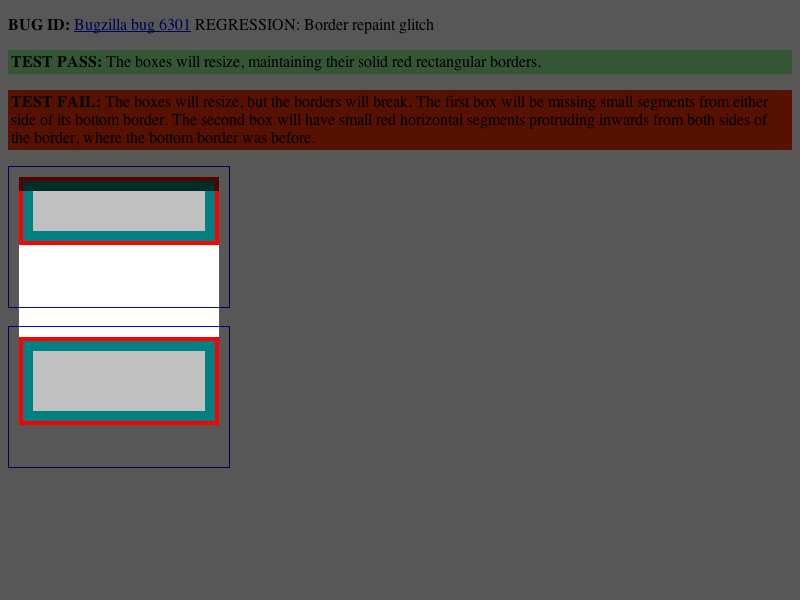 BUG ID: Bugzilla bug 6301 REGRESSION: Border repaint glitch
TEST PASS: The boxes will resize, maintaining their solid red rectangular borders.
TEST FAIL: The boxes will resize, but the borders will break. The first box will be missing small segments from either
side of its bottom border. The second box will have small red horizontal segments protruding inwards from both sides of
the border, where the bottom border was before.